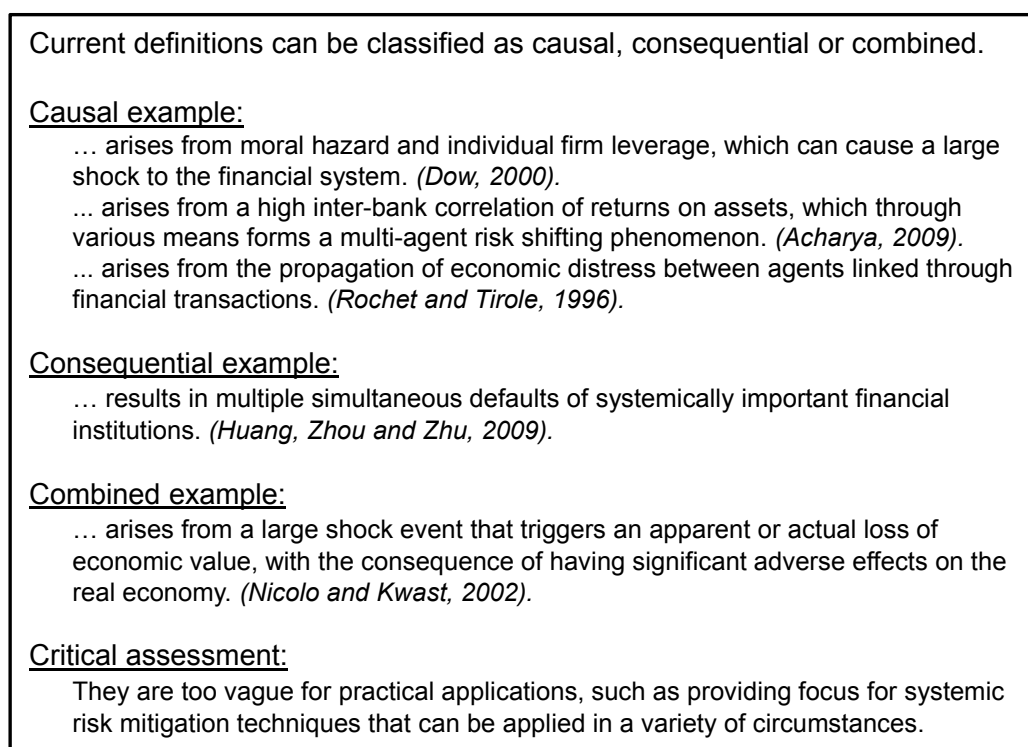 Current definitions can be classified as causal, consequential or combined.
Causal example:
… arises from moral hazard and individual firm leverage, which can cause a large
shock to the financial system. (Dow, 2000).
... arises from a high inter-bank correlation of returns on assets, which through
various means forms a multi-agent risk shifting phenomenon. (Acharya, 2009).
... arises from the propagation of economic distress between agents linked through
financial transactions. (Rochet and Tirole, 1996).
Consequential example:
… results in multiple simultaneous defaults of systemically important financial
institutions. (Huang, Zhou and Zhu, 2009).
Combined example:
… arises from a large shock event that triggers an apparent or actual loss of
economic value, with the consequence of having significant adverse effects on the
real economy. (Nicolo and Kwast, 2002).
Critical assessment:
They are too vague for practical applications, such as providing focus for systemic
risk mitigation techniques that can be applied in a variety of circumstances.